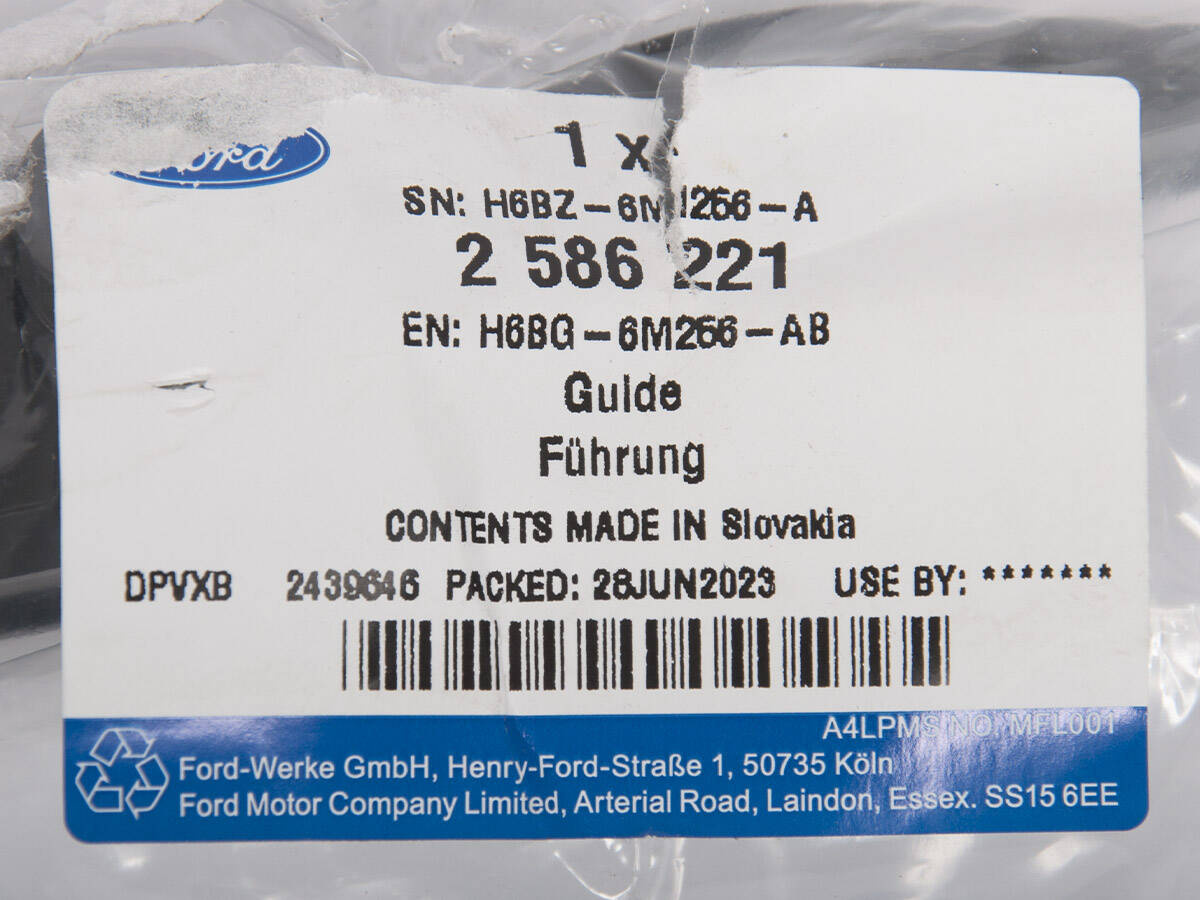 Ford
1 x
SN: H6BZ-6M256-A
2 586 221
EN: H6BG-6M256-AB
Guide
Führung
CONTENTS MADE IN Slovakia
DPVXB 2439646 PACKED: 28JUN2023 USE BY: *******
A4LPMS NO. MFL001
Ford-Werke GmbH, Henry-Ford-Straße 1, 50735 Köln
Ford Motor Company Limited, Arterial Road, Laindon, Essex. SS15 6EE